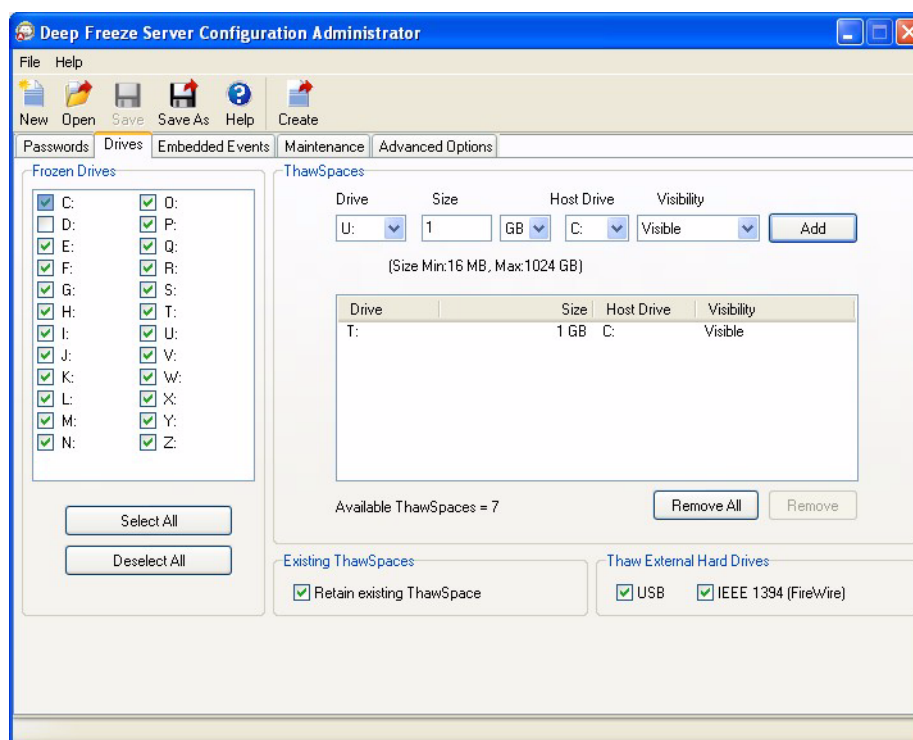 Deep Freeze Server Configuration Administrator
File Help
New Open Save Save As Help Create
Passwords Drives Embedded Events Maintenance Advanced Options
Frozen Drives
C: O:
D: P:
E: Q:
F: R:
G: S:
H: T:
I: U:
J: V:
K: W:
L: X:
M: Y:
N: Z:
Select All
Deselect All
ThawSpaces
Drive Size Host Drive Visibility
U: 1 GB C: Visible Add
(Size Min:16 MB, Max:1024 GB)
Drive Size Host Drive Visibility
T: 1 GB C: Visible
Available ThawSpaces = 7 Remove All Remove
Existing ThawSpaces
Retain existing ThawSpace
Thaw External Hard Drives
USB IEEE 1394 (FireWire)